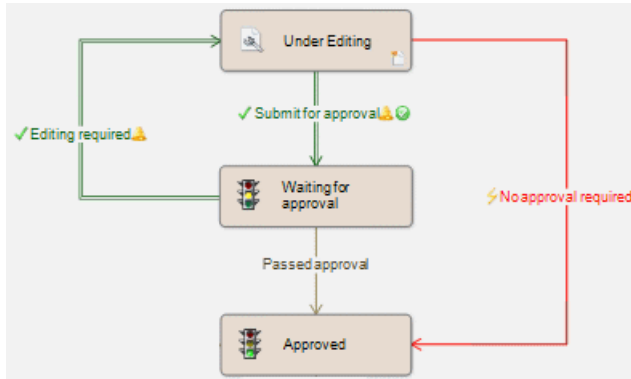 Under Editing
Submit for approval
Editing required
Waiting for
approval
No approval required
Passed approval
Approved